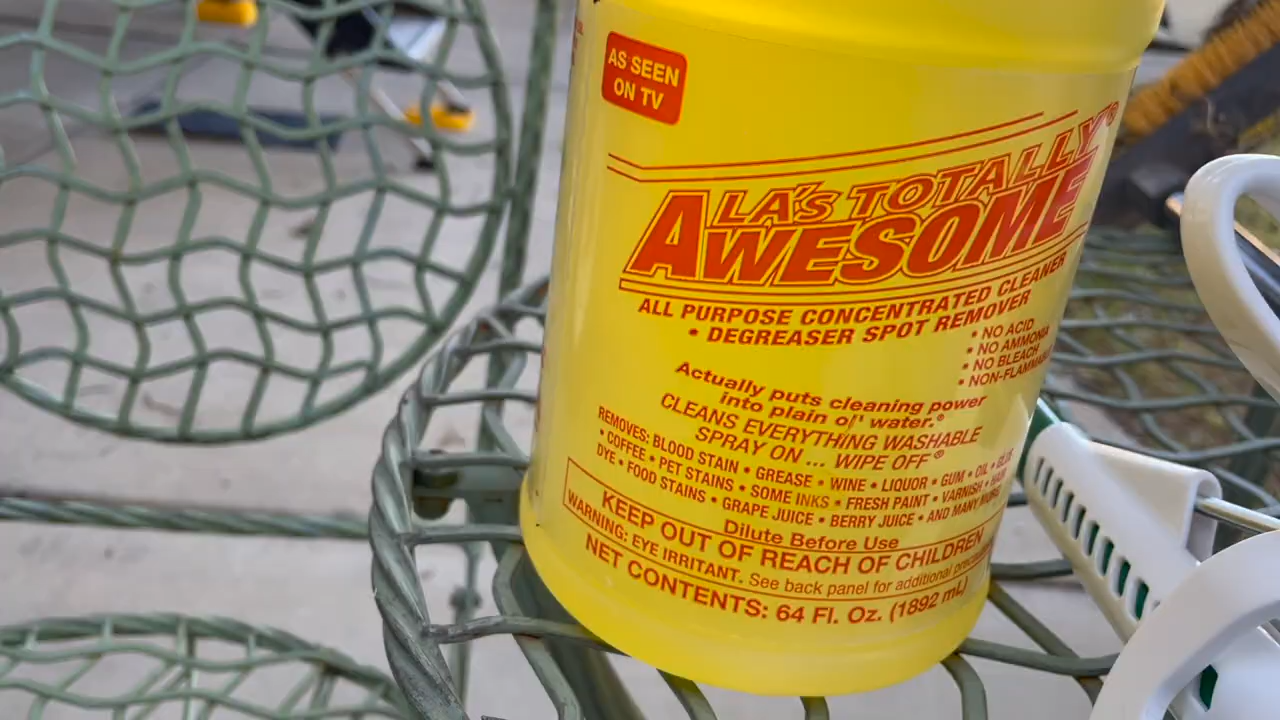 AS SEEN
ON TV
LA's TOTALLY®
AWESOME
ALL PURPOSE CONCENTRATED CLEANER
• DEGREASER SPOT REMOVER
• NO ACID
• NO AMMONIA
• NO BLEACH
• NON-FLAMMA
Actually puts cleaning power
into plain ol' water.®
CLEANS EVERYTHING WASHABLE
SPRAY ON ... WIPE OFF®
REMOVES: BLOOD STAIN • GREASE • WINE • LIQUOR • GUM • OIL • GLUE
• COFFEE • PET STAINS • SOME INKS • FRESH PAINT • VARNISH • HAIR
DYE • FOOD STAINS • GRAPE JUICE • BERRY JUICE • AND MANY MORE
Dilute Before Use
KEEP OUT OF REACH OF CHILDREN
WARNING: EYE IRRITANT. See back panel for additional
NET CONTENTS: 64 Fl. Oz. (1892 mL)